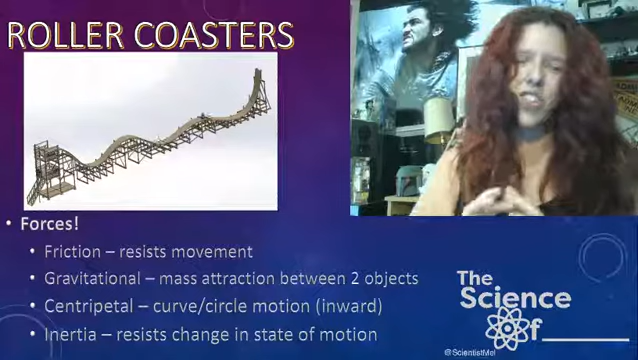 ROLLER COASTERS
• Forces!
• Friction – resists movement
• Gravitational – mass attraction between 2 objects
• Centripetal – curve/circle motion (inward)
• Inertia – resists change in state of motion
The
Science
Of______
@ScientistMel